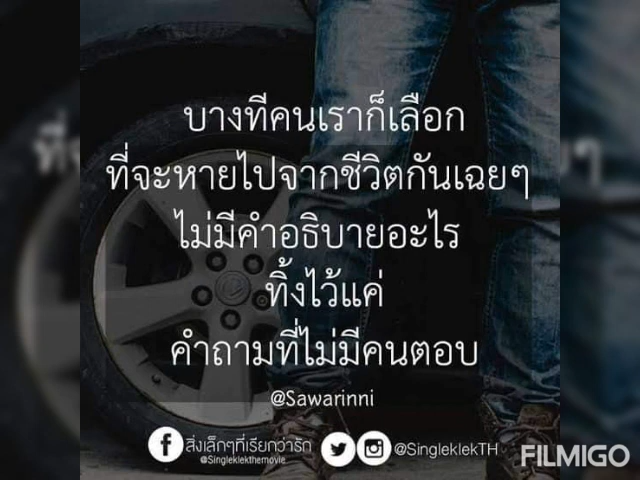 บางทีคนเราก็เลือก
ที่จะหายไปจากชีวิตกันเฉยๆ
ไม่มีคำอธิบายอะไร
ทิ้งไว้แค่
คำถามที่ไม่มีคนตอบ
@Sawarinni
สิ่งเล็กๆที่เรียกว่ารัก
@Singleklekthemovie
@SingleklekTH
FILMIGO